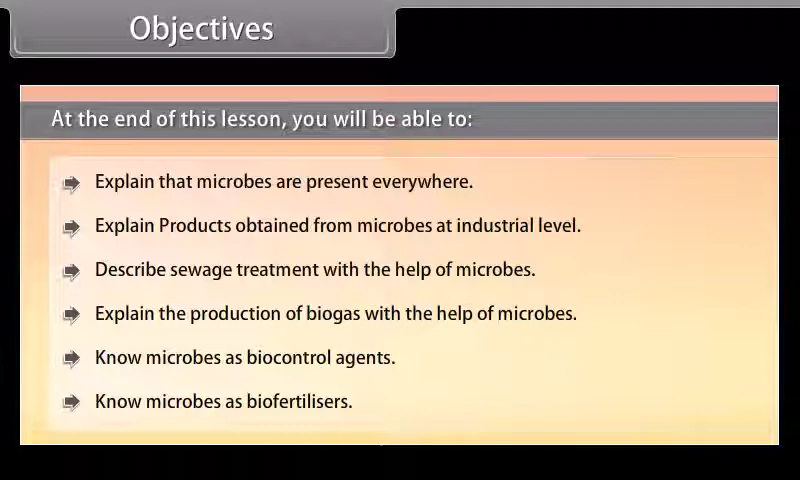 Objectives
At the end of this lesson, you will be able to:
Explain that microbes are present everywhere.
Explain Products obtained from microbes at industrial level.
Describe sewage treatment with the help of microbes.
Explain the production of biogas with the help of microbes.
Know microbes as biocontrol agents.
Know microbes as biofertilisers.